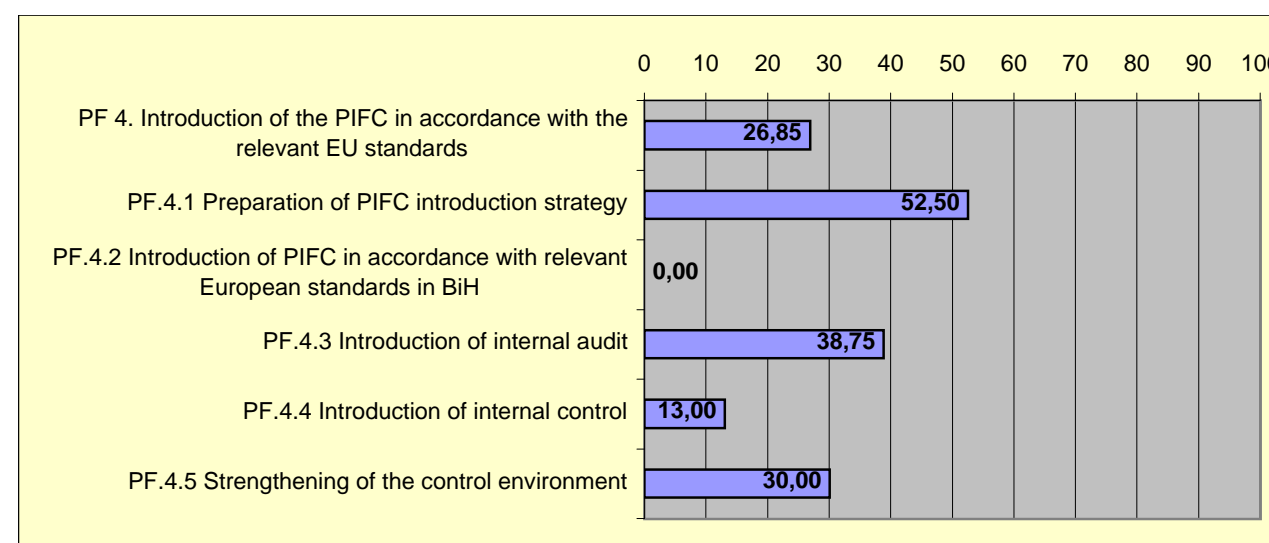 0 10 20 30 40 50 60 70 80 90 10
PF 4. Introduction of the PIFC in accordance with the
relevant EU standards
26,85
PF.4.1 Preparation of PIFC introduction strategy
52,50
PF.4.2 Introduction of PIFC in accordance with relevant
European standards in BiH
0,00
PF.4.3 Introduction of internal audit
38,75
PF.4.4 Introduction of internal control
13,00
PF.4.5 Strengthening of the control environment
30,00